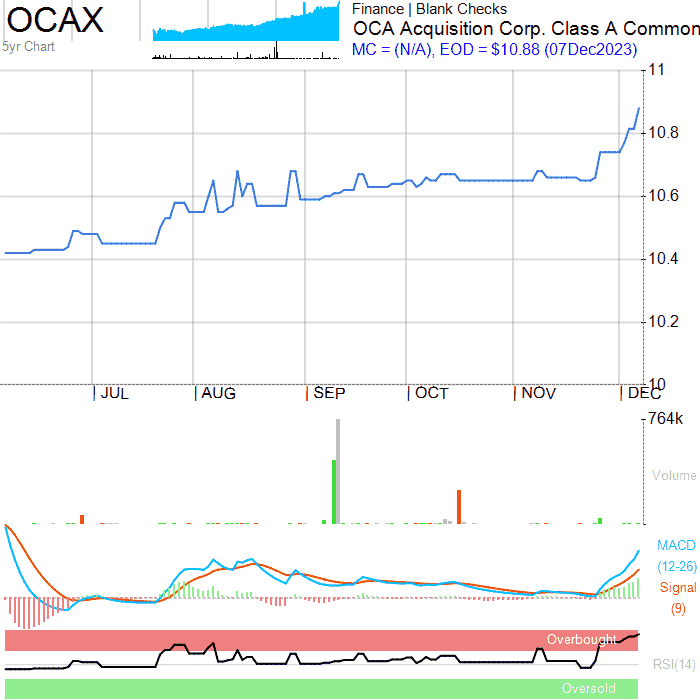 OCAX
5yr Chart
Finance | Blank Checks
OCA Acquisition Corp. Class A Common
MC = (N/A), EOD = $10.88 (07Dec2023)
11
10.8
10.6
10.4
10.2
10
JUL
AUG
SEP
OCT
NOV
DEC
764k
Volume
MACD
(12-26)
Signal
(9)
Overbought
RSI(14)
Oversold